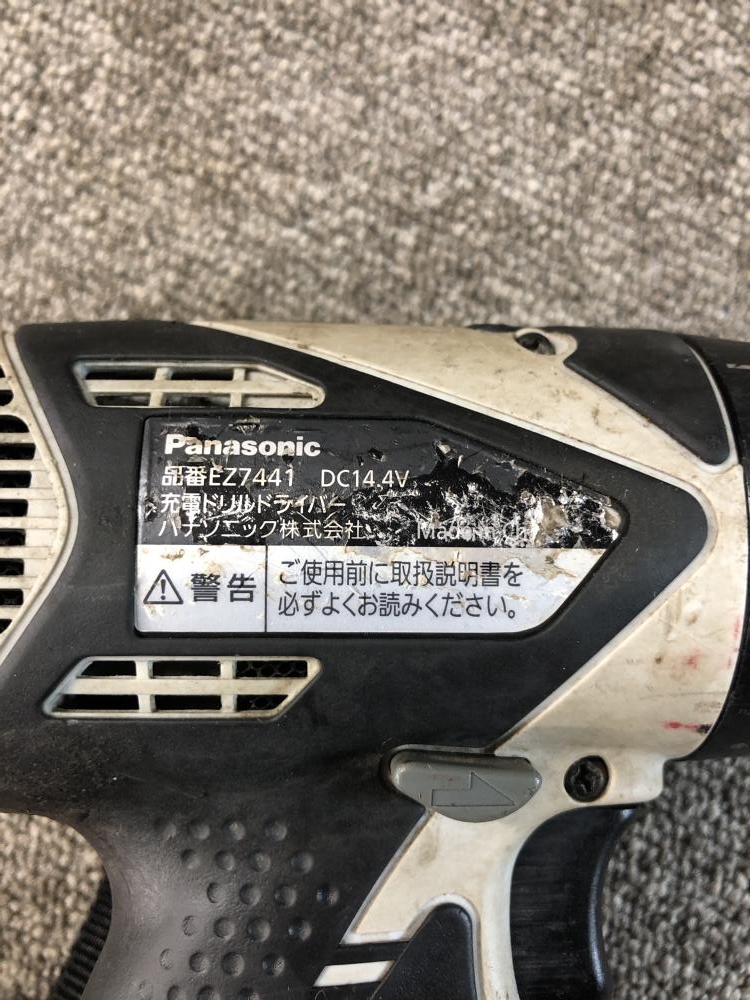 Panasonic
品番EZ7441 DC14.4V
充電ドリルドライバー
パナソニック株式会社
警告
ご使用前に取扱説明書を
必ずよくお読みください。